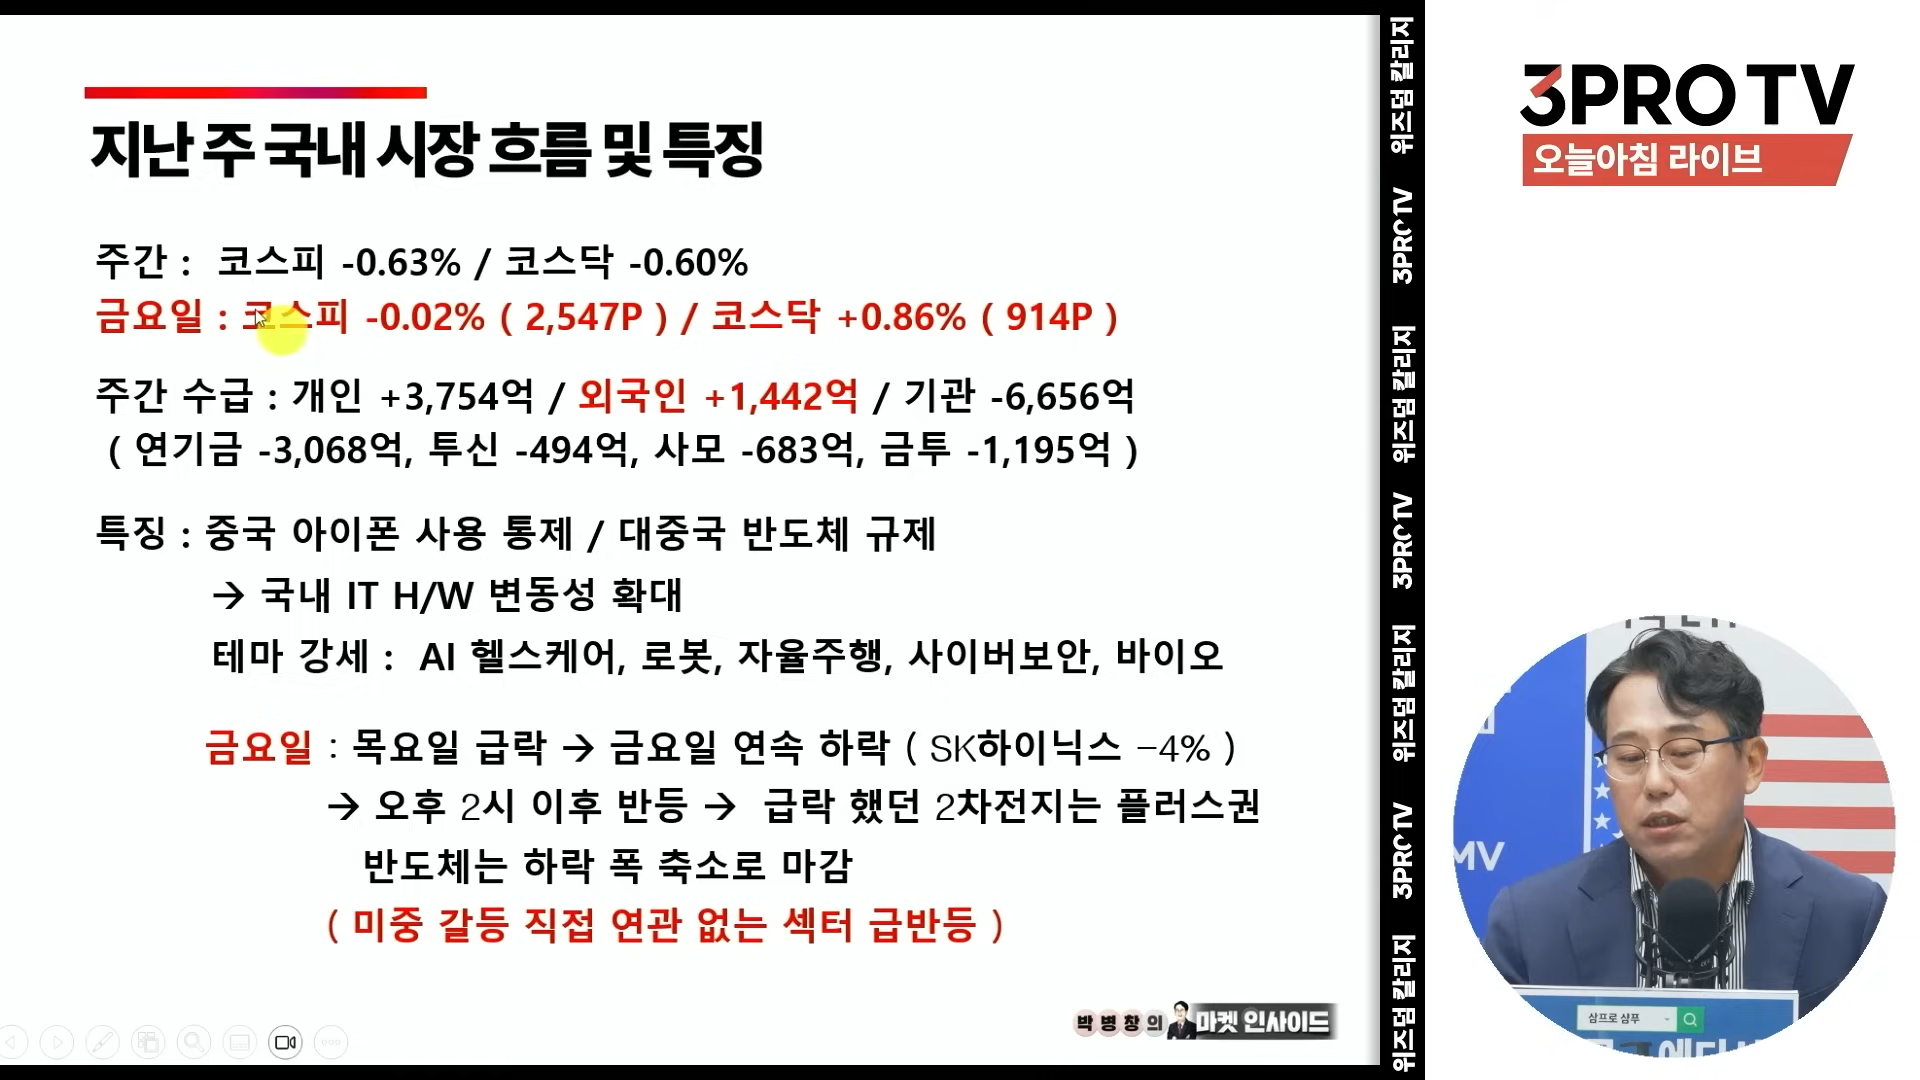 지난 주 국내 시장 흐름 및 특징
주간 : 코스피 -0.63% / 코스닥 -0.60%
금요일 : 코스피 -0.02% ( 2,547P ) / 코스닥 +0.86% ( 914P )
주간 수급 : 개인 +3,754억 / 외국인 +1,442억 / 기관 -6,656억
( 연기금 -3,068억, 투신 -494억, 사모 -683억, 금투 -1,195억 )
특징 : 중국 아이폰 사용 통제 / 대중국 반도체 규제
→ 국내 IT H/W 변동성 확대
테마 강세 : AI 헬스케어, 로봇, 자율주행, 사이버보안, 바이오
금요일 : 목요일 급락 → 금요일 연속 하락 ( SK하이닉스 -4% )
→ 오후 2시 이후 반등 → 급락 했던 2차전지는 플러스권
반도체는 하락 폭 축소로 마감
( 미중 갈등 직접 연관 없는 섹터 급반등 )
박병창의 마켓 인사이드
위즈덤 칼리지
3PROTV
위즈덤 칼리지
3PROTV
위즈덤 칼리지
3PROTV
위즈덤 칼리지
3PROTV
오늘아침 라이브
MV
삼프로 샴푸